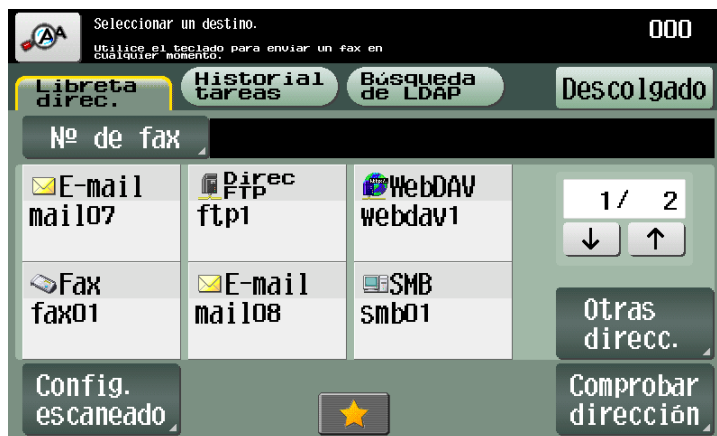 Seleccionar un destino.
000
Utilice el teclado para enviar un fax en
cualquier momento.
Libreta
direc.
Historial
tareas
Búsqueda
de LDAP
Descolgado
Nº de fax
E-mail
mail07
Direc
FTP
ftp1
WebDAV
webdav1
1/ 2
↓ ↑
Fax
fax01
E-mail
mail08
SMB
smb01
Otras
direcc.
Config.
escaneado
Comprobar
dirección